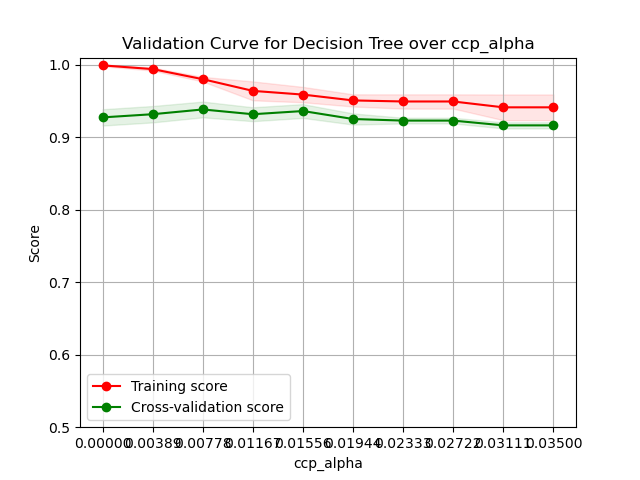 Validation Curve for Decision Tree over ccp_alpha
1.0
0.9
0.8
0.7
0.6
0.5
Score
Training score
Cross-validation score
0.00000 0.00389 0.00778 0.01167 0.01556 0.01944 0.02333 0.02722 0.03111 0.03500
ccp_alpha